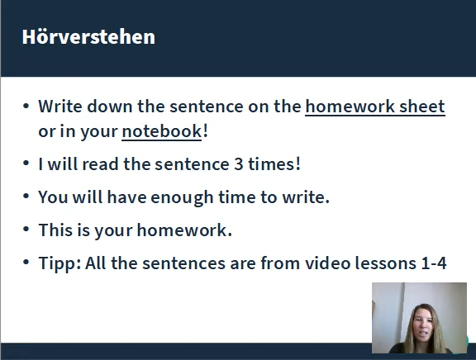 Hörverstehen
• Write down the sentence on the homework sheet
or in your notebook!
• I will read the sentence 3 times!
• You will have enough time to write.
• This is your homework.
• Tipp: All the sentences are from video lessons 1-4